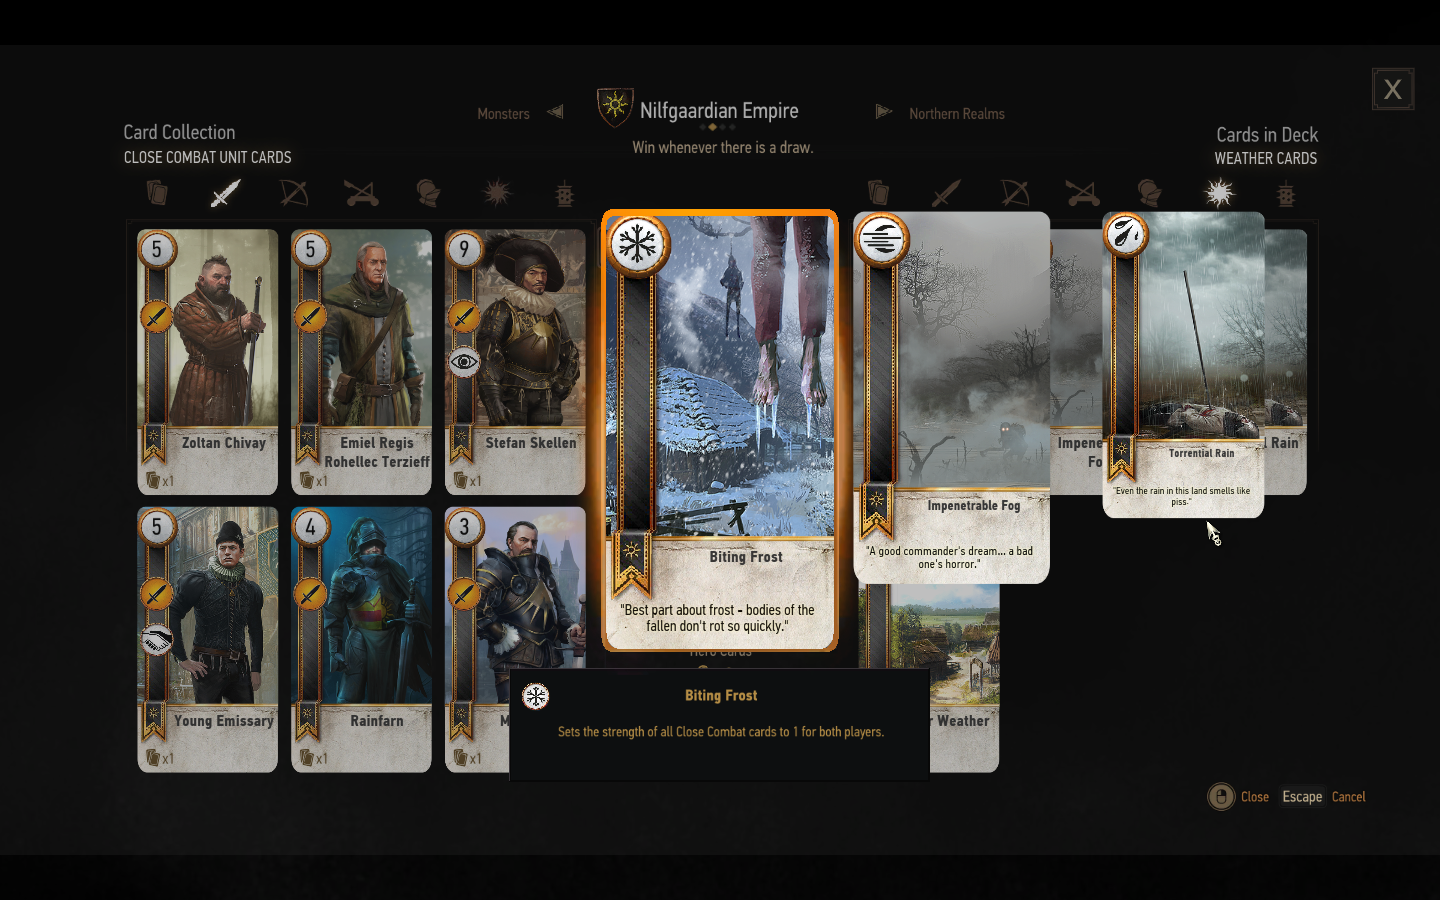 Monsters
Nilfgaardian Empire
Northern Realms
Win whenever there is a draw.
X
Card Collection
CLOSE COMBAT UNIT CARDS
Cards in Deck
WEATHER CARDS
5
Zoltan Chivay
x1
5
Emiel Regis
Rohellec Terzieff
x1
9
Stefan Skellen
x1
Biting Frost
"Best part about frost - bodies of the
fallen don't rot so quickly."
Impenetrable Fog
"A good commander's dream... a bad
one's horror."
Impene
Fo
Torrential Rain
"Even the rain in this land smells like
piss."
l Rain
5
Young Emissary
x1
4
Rainfarn
x1
3
M
x1
Hero Cards
r Weather
Biting Frost
Sets the strength of all Close Combat cards to 1 for both players.
Close
Escape
Cancel